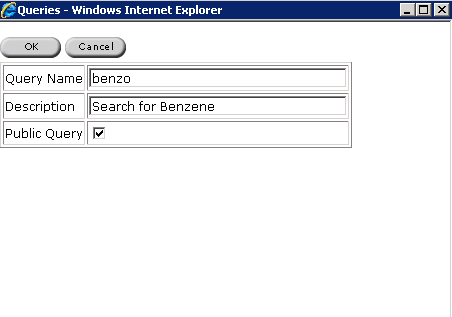 Queries - Windows Internet Explorer
OK Cancel
Query Name benzo
Description Search for Benzene
Public Query